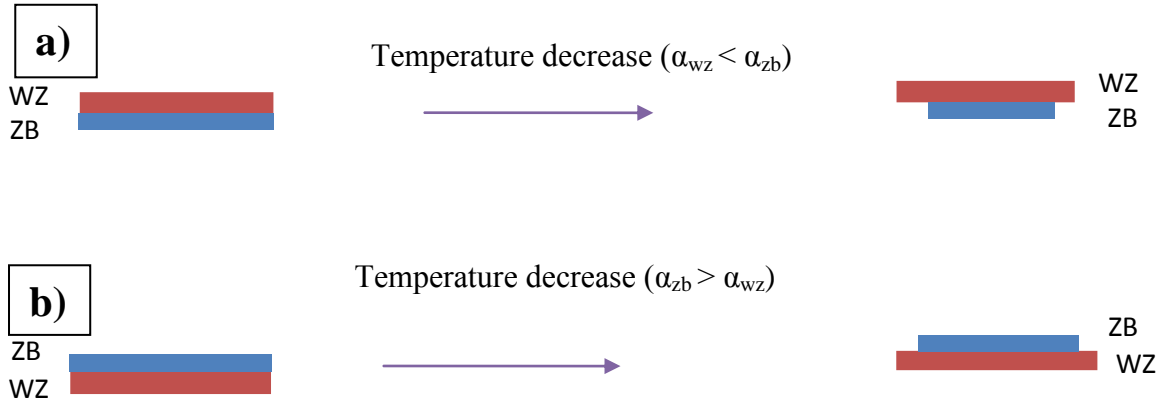 a)
Temperature decrease (αwz < αzb)
WZ
ZB
WZ
ZB
b)
Temperature decrease (αzb > αwz)
ZB
WZ
ZB
WZ